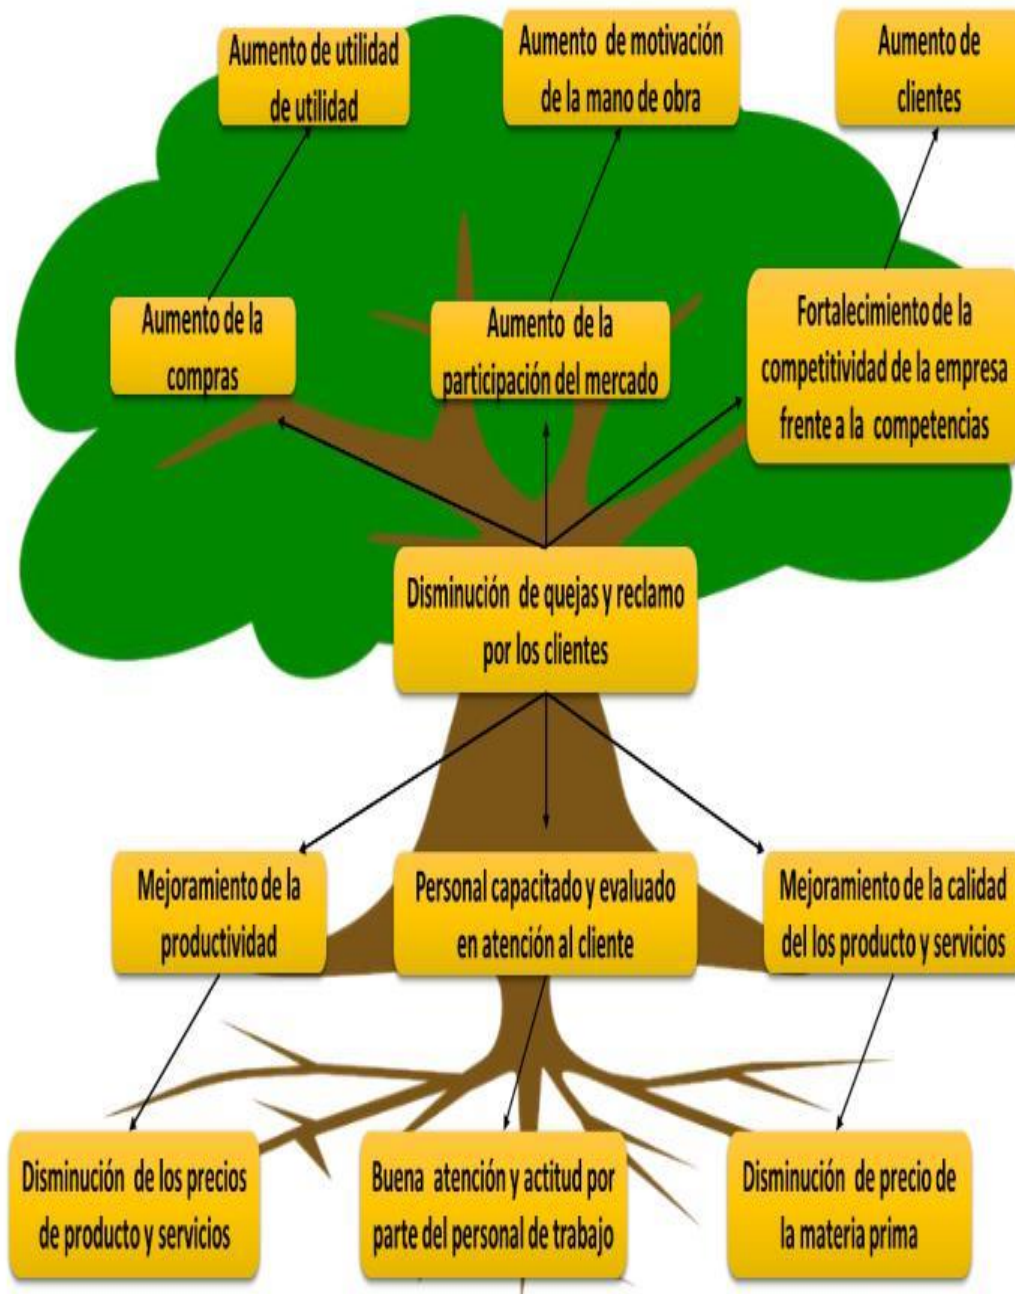 Aumento de utilidad
de utilidad
Aumento de motivación
de la mano de obra
Aumento de
clientes
Aumento de la
compras
Aumento de la
participación del mercado
Fortalecimiento de la
competitividad de la empresa
frente a la competencias
Disminución de quejas y reclamo
por los clientes
Mejoramiento de la
productividad
Personal capacitado y evaluado
en atención al cliente
Mejoramiento de la calidad
del los producto y servicios
Disminución de los precios
de producto y servicios
Buena atención y actitud por
parte del personal de trabajo
Disminución de precio de
la materia prima